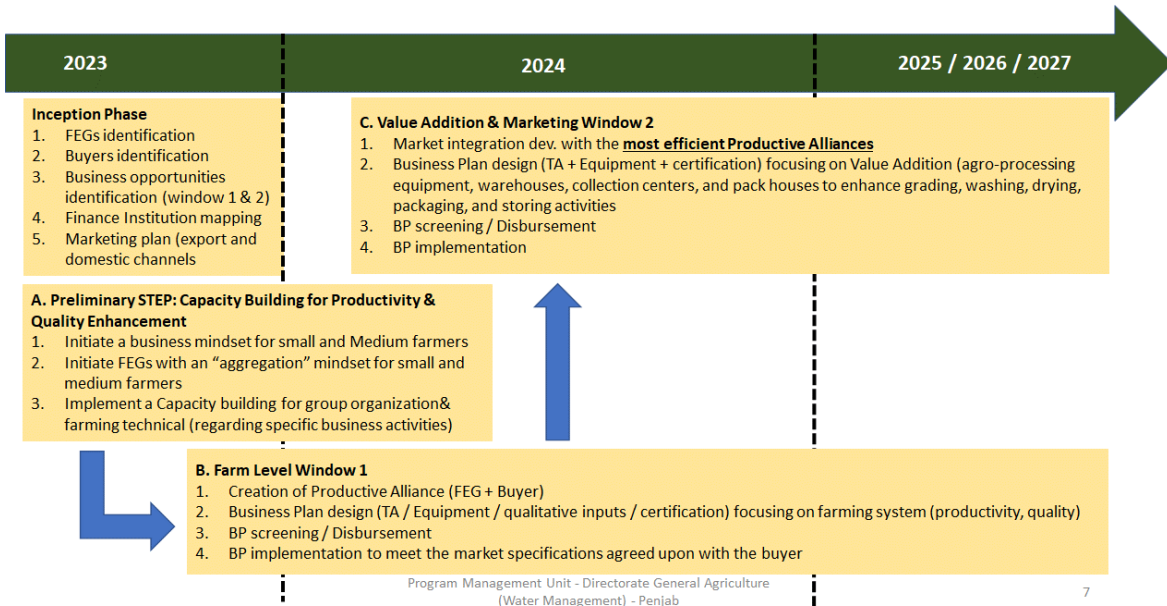 2023
2024
2025 / 2026 / 2027
Inception Phase
1. FEGs identification
2. Buyers identification
3. Business opportunities
identification (window 1 & 2)
4. Finance Institution mapping
5. Marketing plan (export and
domestic channels
C. Value Addition & Marketing Window 2
1. Market integration dev. with the most efficient Productive Alliances
2. Business Plan design (TA + Equipment + certification) focusing on Value Addition (agro-processing
equipment, warehouses, collection centers, and pack houses to enhance grading, washing, drying,
packaging, and storing activities
3. BP screening / Disbursement
4. BP implementation
A. Preliminary STEP: Capacity Building for Productivity &
Quality Enhancement
1. Initiate a business mindset for small and Medium farmers
2. Initiate FEGs with an “aggregation” mindset for small and
medium farmers
3. Implement a Capacity building for group organization&
farming technical (regarding specific business activities)
B. Farm Level Window 1
1. Creation of Productive Alliance (FEG + Buyer)
2. Business Plan design (TA / Equipment / qualitative inputs / certification) focusing on farming system (productivity, quality)
3. BP screening / Disbursement
4. BP implementation to meet the market specifications agreed upon with the buyer
Program Management Unit - Directorate General Agriculture
(Water Management) - Penjab
7